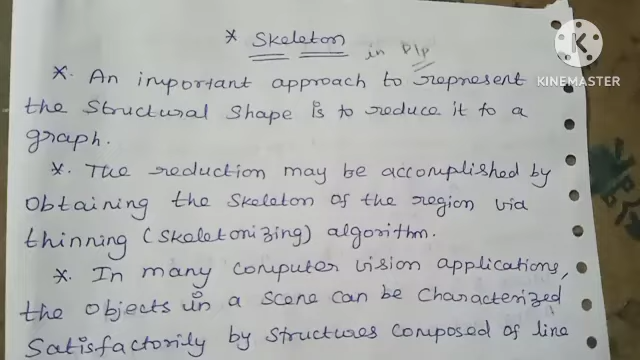 * Skeleton in DIP
*. An important approach to represent
the structural shape is to reduce it to a
graph.
*. The reduction may be accomplished by
obtaining the skeleton of the region via
thinning (skeletonizing) algorithm.
*. In many computer vision applications,
the objects in a scene can be characterized
satisfactorily by structures composed of line
KINEMASTER